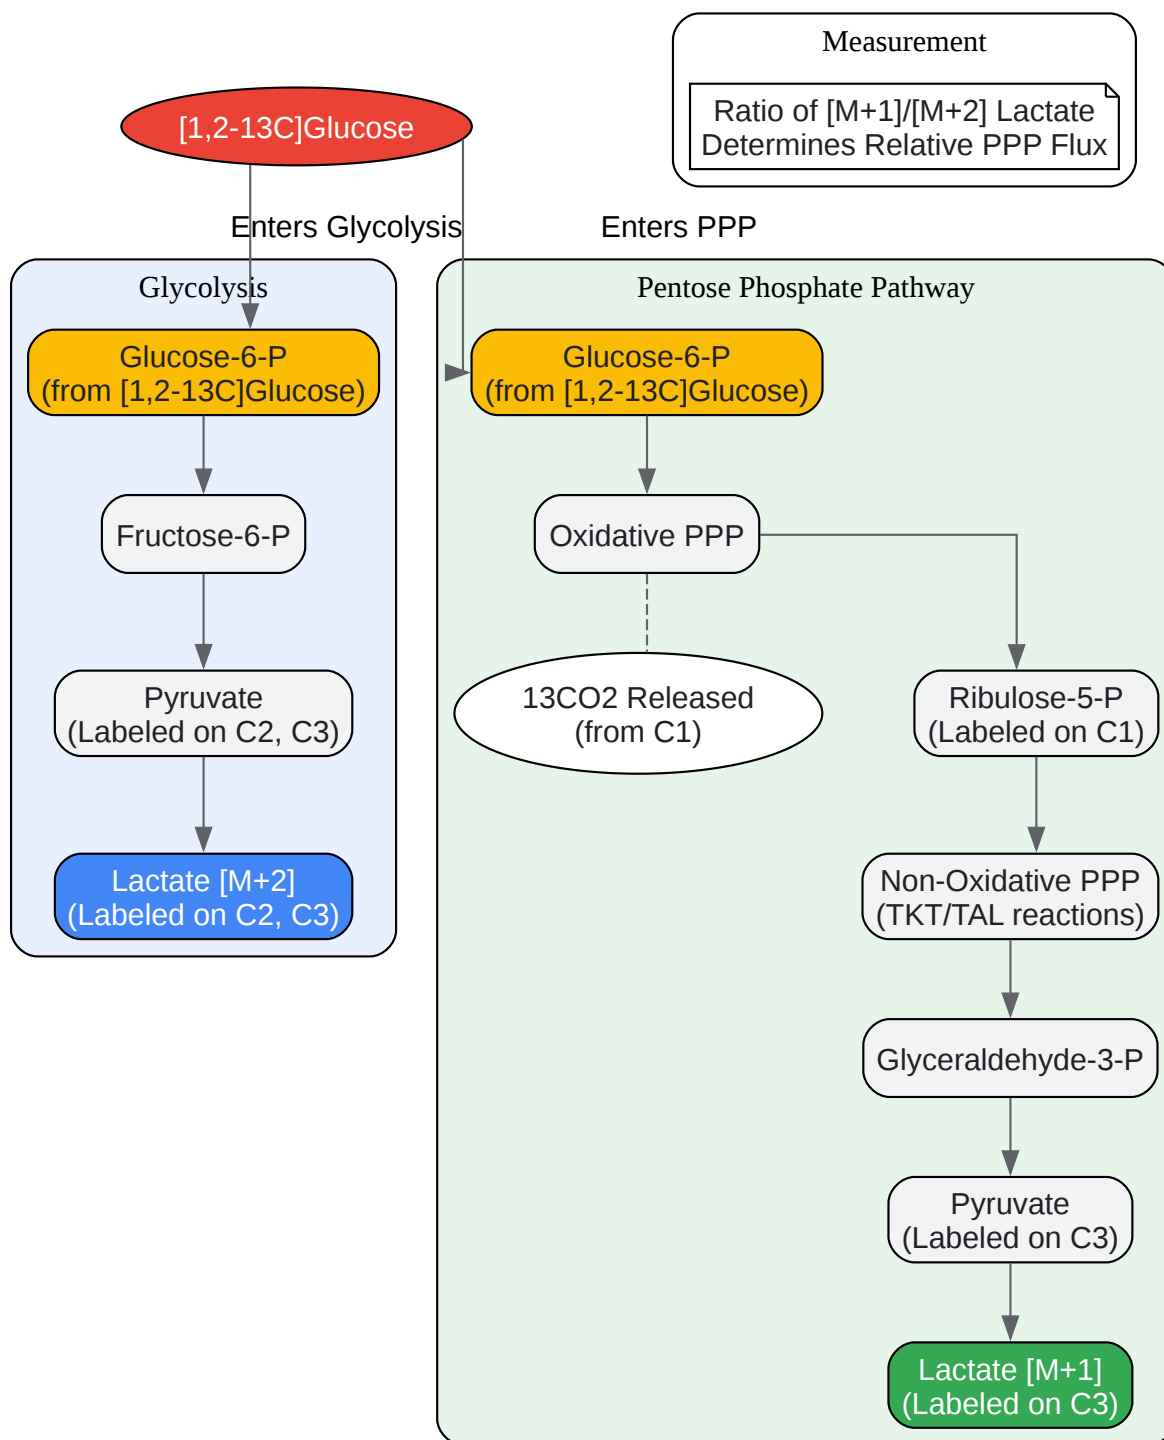 Measurement
Ratio of [M+1]/[M+2] Lactate
Determines Relative PPP Flux
[1,2-13C]Glucose
Enters Glycolysis
Enters PPP
Glycolysis
Glucose-6-P
(from [1,2-13C]Glucose)
Fructose-6-P
Pyruvate
(Labeled on C2, C3)
Lactate [M+2]
(Labeled on C2, C3)
Pentose Phosphate Pathway
Glucose-6-P
(from [1,2-13C]Glucose)
Oxidative PPP
13CO2 Released
(from C1)
Ribulose-5-P
(Labeled on C1)
Non-Oxidative PPP
(TKT/TAL reactions)
Glyceraldehyde-3-P
Pyruvate
(Labeled on C3)
Lactate [M+1]
(Labeled on C3)